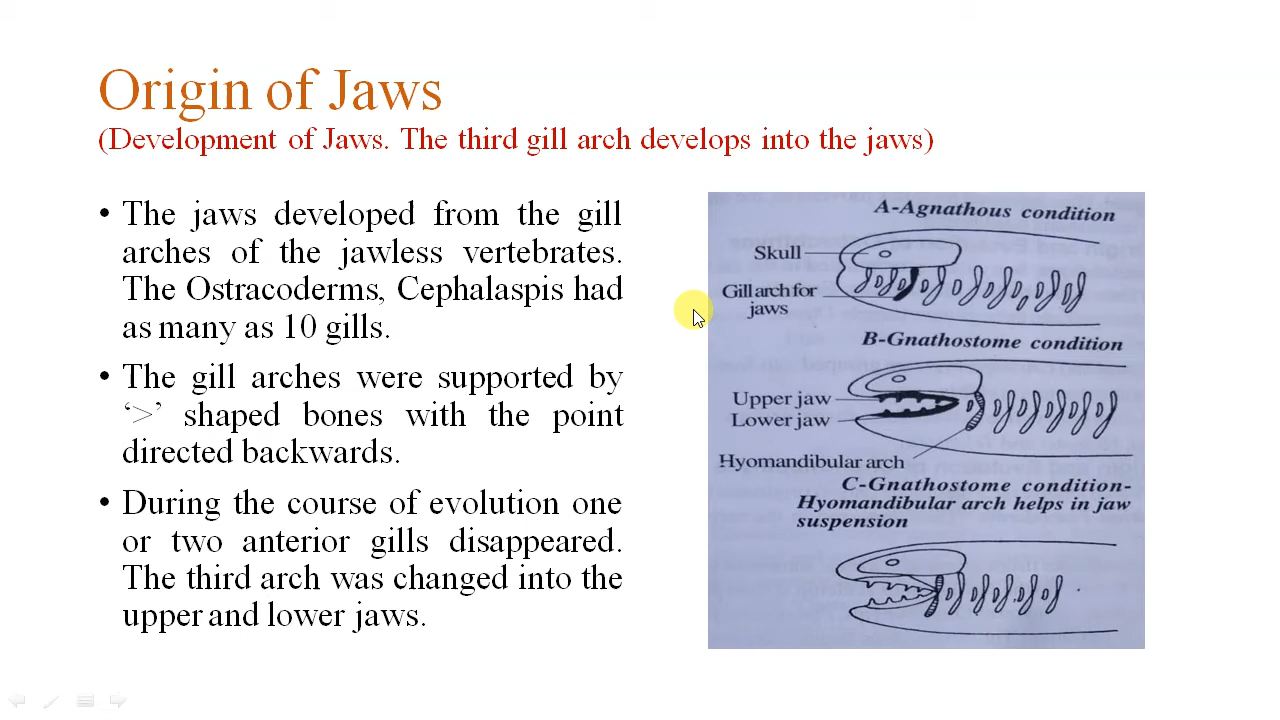 Origin of Jaws
(Development of Jaws. The third gill arch develops into the jaws)
• The jaws developed from the gill
arches of the jawless vertebrates.
The Ostracoderms, Cephalaspis had
as many as 10 gills.
• The gill arches were supported by
‘>’ shaped bones with the point
directed backwards.
• During the course of evolution one
or two anterior gills disappeared.
The third arch was changed into the
upper and lower jaws.
A-Agnathous condition
Skull
Gill arch for
jaws
B-Gnathostome condition
Upper jaw
Lower jaw
Hyomandibular arch
C-Gnathostome condition-
Hyomandibular arch helps in jaw
suspension